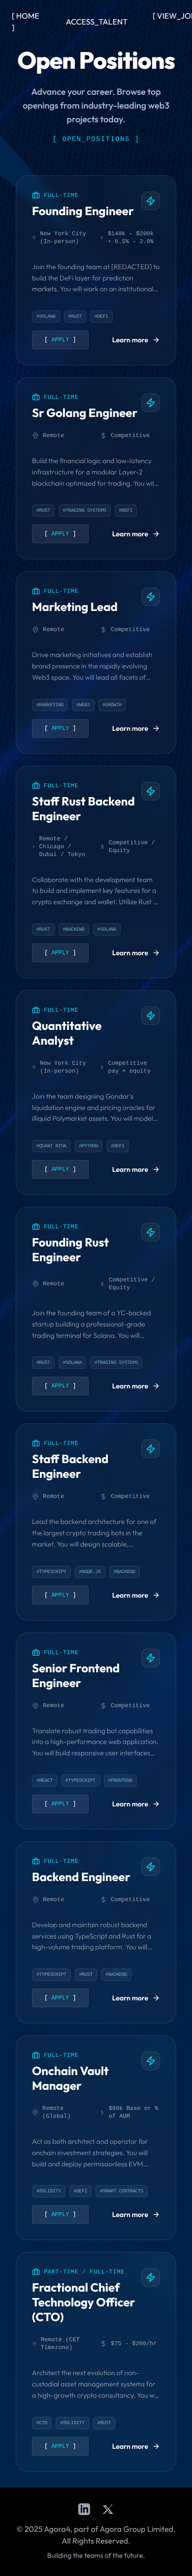 [ HOME
]
ACCESS_TALENT
[ VIEW_JO
Open Positions
Advance your career. Browse top
openings from industry-leading web3
projects today.
[ OPEN_POSITIONS ]
FULL-TIME
Founding Engineer
New York City
(In-person)
$140k - $200k
+ 0.5% - 2.0%
Join the founding team at [REDACTED] to
build the DeFi layer for prediction
markets. You will work on an institutional...
#SOLANA
#RUST
#DEFI
[ APPLY ]
Learn more →
FULL-TIME
Sr Golang Engineer
Remote
Competitive
Build the financial logic and low-latency
infrastructure for a modular Layer-2
blockchain optimized for trading. You will...
#RUST
#TRADING SYSTEMS
#DEFI
[ APPLY ]
Learn more →
FULL-TIME
Marketing Lead
Remote
Competitive
Drive marketing initiatives and establish
brand presence in the rapidly evolving
Web3 space. You will lead all facets of...
#MARKETING
#WEB3
#GROWTH
[ APPLY ]
Learn more →
FULL-TIME
Staff Rust Backend
Engineer
Remote /
Chicago /
Dubai / Tokyo
Competitive /
Equity
Collaborate with the development team
to build and implement key features for a
crypto exchange and wallet. Utilize Rust ...
#RUST
#BACKEND
#SOLANA
[ APPLY ]
Learn more →
FULL-TIME
Quantitative
Analyst
New York City
(In-person)
Competitive
pay + equity
Join the team designing Gondor's
liquidation engine and pricing oracles for
illiquid Polymarket assets. You will model...
#QUANT RISK
#PYTHON
#DEFI
[ APPLY ]
Learn more →
FULL-TIME
Founding Rust
Engineer
Remote
Competitive /
Equity
Join the founding team of a YC-backed
startup building a professional-grade
trading terminal for Solana. You will...
#RUST
#SOLANA
#TRADING SYSTEMS
[ APPLY ]
Learn more →
FULL-TIME
Staff Backend
Engineer
Remote
Competitive
Lead the backend architecture for one of
the largest crypto trading bots in the
market. You will design scalable,...
#TYPESCRIPT
#NODE.JS
#BACKEND
[ APPLY ]
Learn more →
FULL-TIME
Senior Frontend
Engineer
Remote
Competitive
Translate robust trading bot capabilities
into a high-performance web application.
You will build responsive user interfaces...
#REACT
#TYPESCRIPT
#FRONTEND
[ APPLY ]
Learn more →
FULL-TIME
Backend Engineer
Remote
Competitive
Develop and maintain robust backend
services using TypeScript and Rust for a
high-volume trading platform. You will...
#TYPESCRIPT
#RUST
#BACKEND
[ APPLY ]
Learn more →
FULL-TIME
Onchain Vault
Manager
Remote
(Global)
$90k Base or %
of AUM
Act as both architect and operator for
onchain investment strategies. You will
build and deploy permissionless EVM...
#SOLIDITY
#DEFI
#SMART CONTRACTS
[ APPLY ]
Learn more →
PART-TIME / FULL-TIME
Fractional Chief
Technology Officer
(CTO)
Remote (CET
Timezone)
$75 - $200/hr
Architect the next evolution of non-
custodial asset management systems for
a high-growth crypto consultancy. You w...
#CTO
#SOLIDITY
#RUST
[ APPLY ]
Learn more →
© 2025 Agora4, part of Agora Group Limited.
All Rights Reserved.
Building the teams of the future.